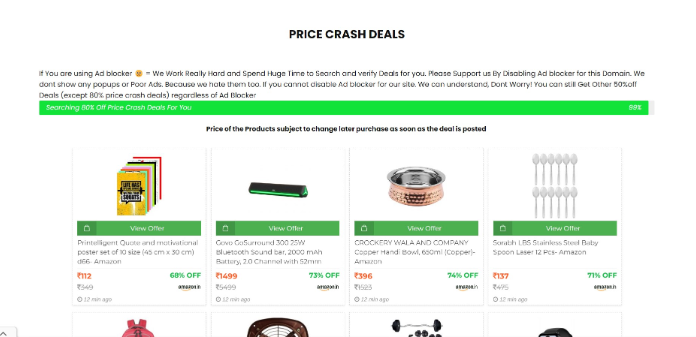 PRICE CRASH DEALS
If You are using Ad blocker 😕 = We Work Really Hard and Spend Huge Time to Search and verify Deals for you. Please Support us By Disabling Ad blocker for this Domain. We
dont show any popups or Poor Ads. Because we hate them too. If you cannot disable Ad blocker for our site. We can understand, Dont Worry! You can still Get Other 50%off
Deals (except 80% price crash deals) regardless of Ad Blocker
Searching 80% Off Price Crash Deals For You 99%
Price of the Products subject to change later purchase as soon as the deal is posted
View Offer
Printelligent Quote and motivational
poster set of 10 size (45 cm x 30 cm)
d66- Amazon
₹112 68% OFF
₹349 amazon.in
12 min ago
View Offer
Govo GoSurround 300 25W
Bluetooth Sound bar, 2000 mAh
Battery, 2.0 Channel with 52mm
₹1499 73% OFF
₹5499 amazon.in
12 min ago
View Offer
CROCKERY WALA AND COMPANY
Copper Handi Bowl, 650ml (Copper)-
Amazon
₹396 74% OFF
₹1523 amazon.in
12 min ago
View Offer
Sorabh LBS Stainless Steel Baby
Spoon Laser 12 Pcs- Amazon
₹137 71% OFF
₹475 amazon.in
12 min ago